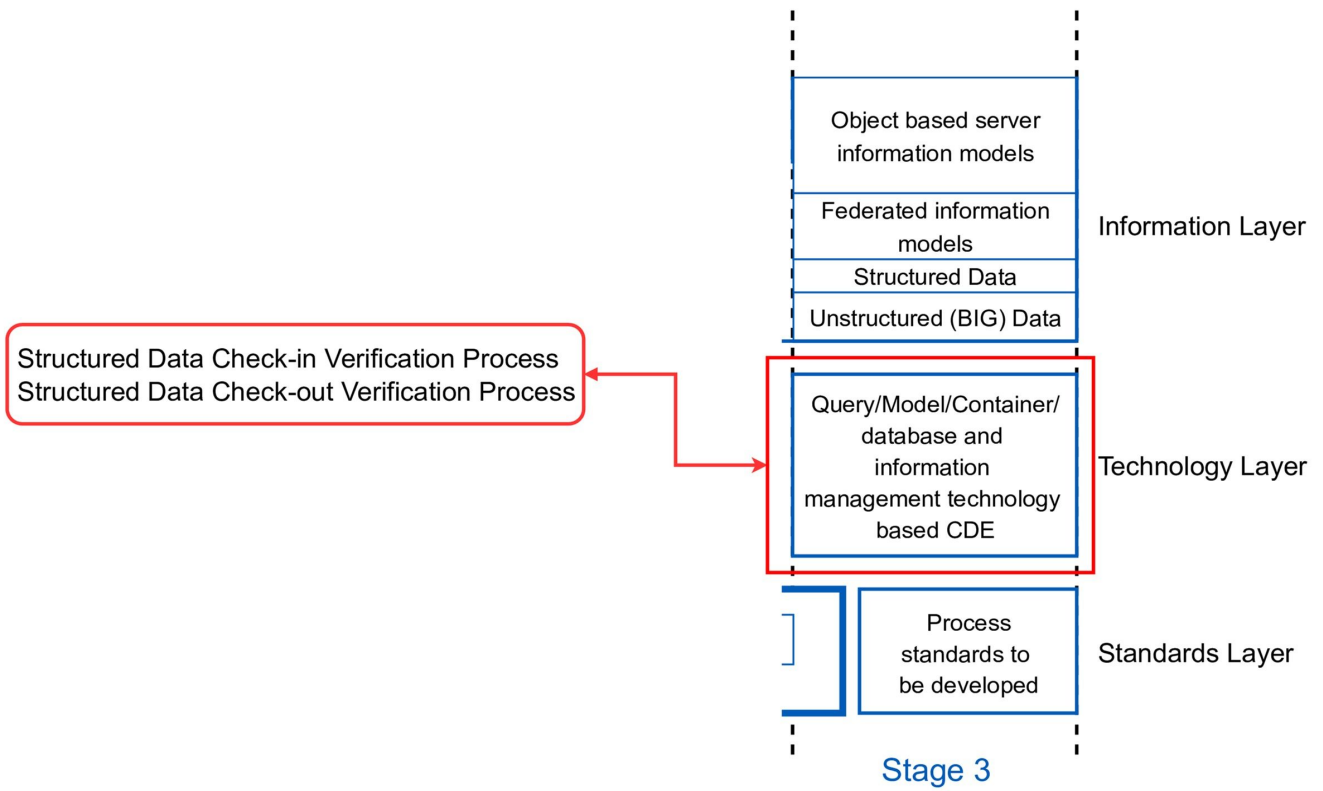 Object based server
information models
Federated information
models
Information Layer
Structured Data
Unstructured (BIG) Data
Structured Data Check-in Verification Process
Structured Data Check-out Verification Process
Query/Model/Container/
database and
information
management technology
based CDE
Technology Layer
Process
standards to
be developed
Standards Layer
Stage 3